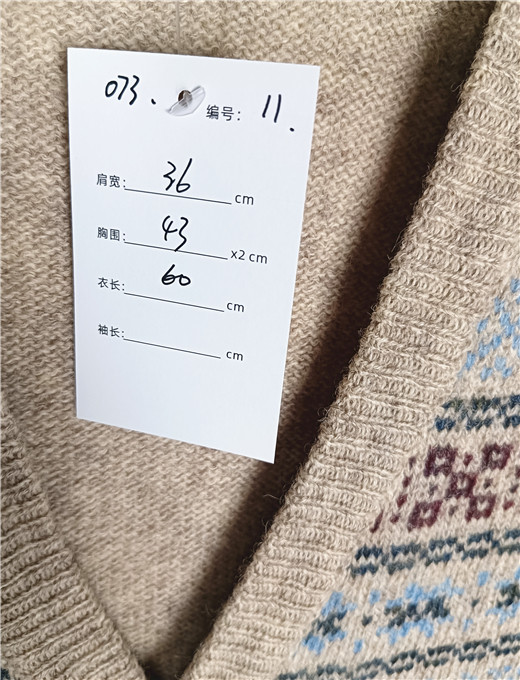 073. 编号: 11.
肩宽: 36 cm
胸围: 43 x2 cm
衣长: 60 cm
袖长: cm